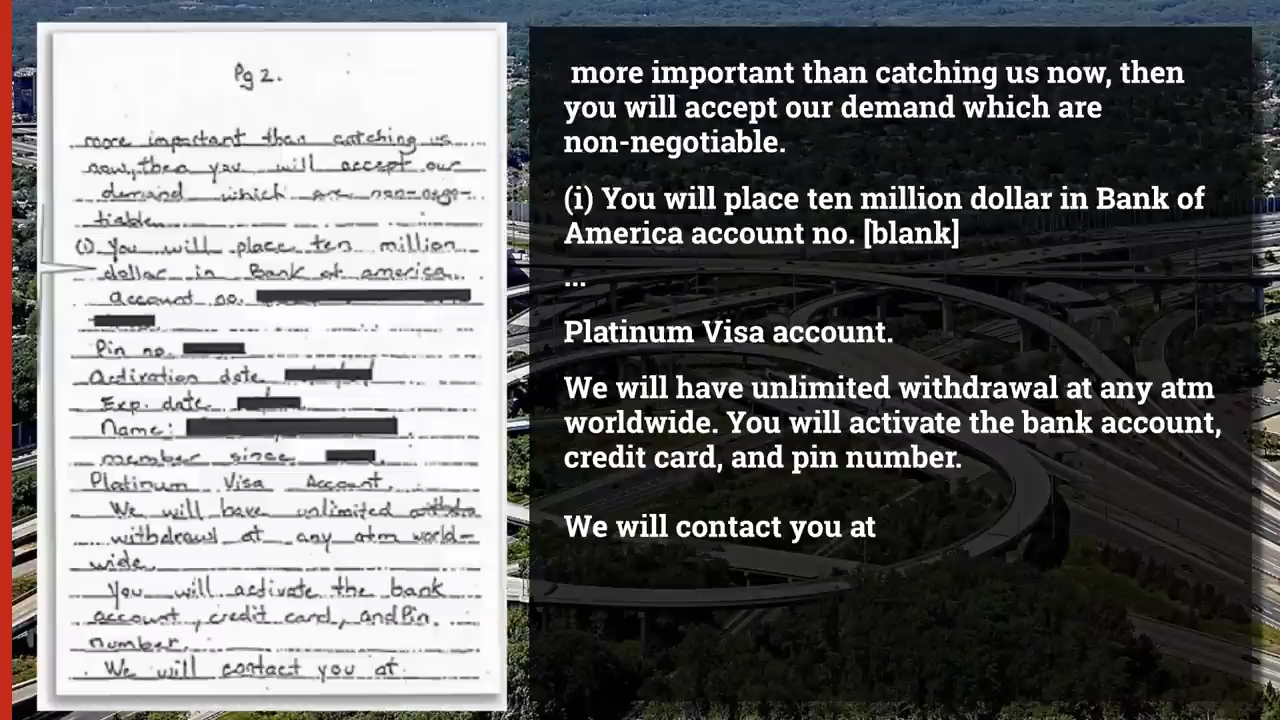 Pg 2.
more important than catching us
now, then you will accept our
demand which are non-nego-
tiable
(i) You will place ten million
dollar in Bank of america
Account no.
Pin no.
Activation date
Exp. date
Name:
member since
Platinum Visa Account.
We will have unlimited
withdrawl at any atm world-
wide.
You will activate the bank
account, credit card, and Pin
number.
We will contact you at
more important than catching us now, then
you will accept our demand which are
non-negotiable.
(i) You will place ten million dollar in Bank of
America account no. [blank]
...
Platinum Visa account.
We will have unlimited withdrawal at any atm
worldwide. You will activate the bank account,
credit card, and pin number.
We will contact you at